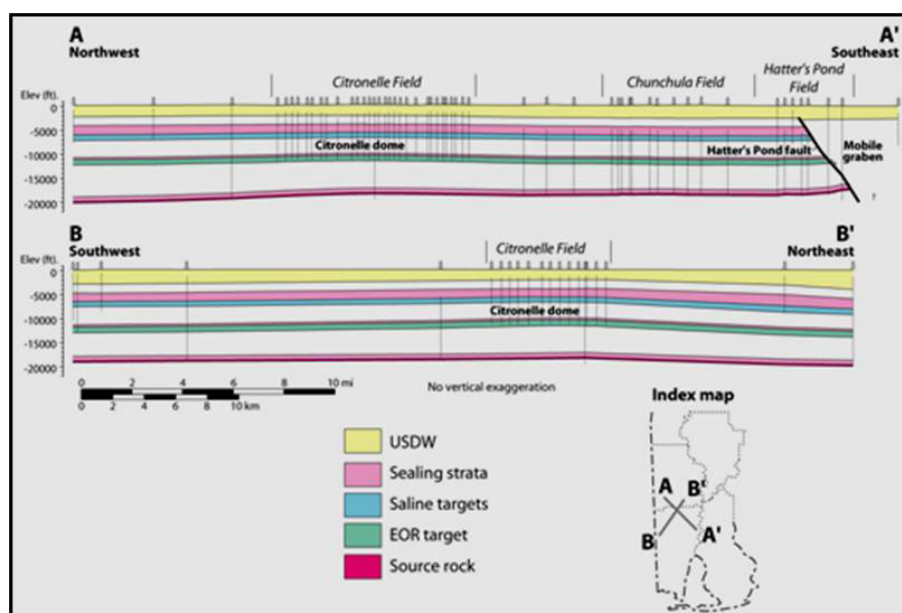 A
Northwest
A'
Southeast
Citronelle Field
Chunchula Field
Hatter's Pond
Field
Elev (ft).
0
-5000
-10000
-15000
-20000
Citronelle dome
Hatter's Pond fault
Mobile
graben
?
B
Southwest
B'
Northeast
Citronelle Field
Elev (ft).
0
-5000
-10000
-15000
-20000
Citronelle dome
0 2 4 6 8 10 mi
0 2 4 6 8 10 km
No vertical exaggeration
Index map
USDW
Sealing strata
Saline targets
EOR target
Source rock
A
B'
B
A'